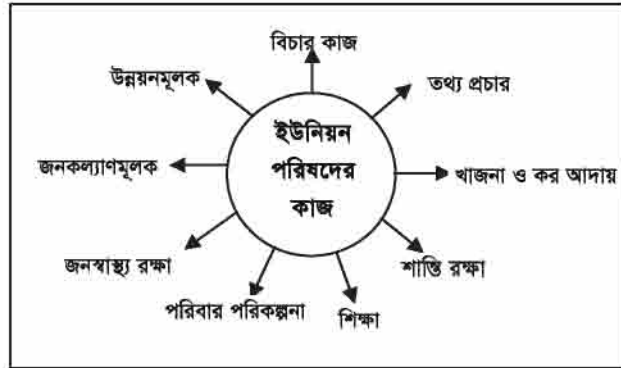 বিচার কাজ
উন্নয়নমূলক
তথ্য প্রচার
ইউনিয়ন
পরিষদের
কাজ
জনকল্যাণমূলক
খাজনা ও কর আদায়
জনস্বাস্থ্য রক্ষা
শান্তি রক্ষা
পরিবার পরিকল্পনা
শিক্ষা